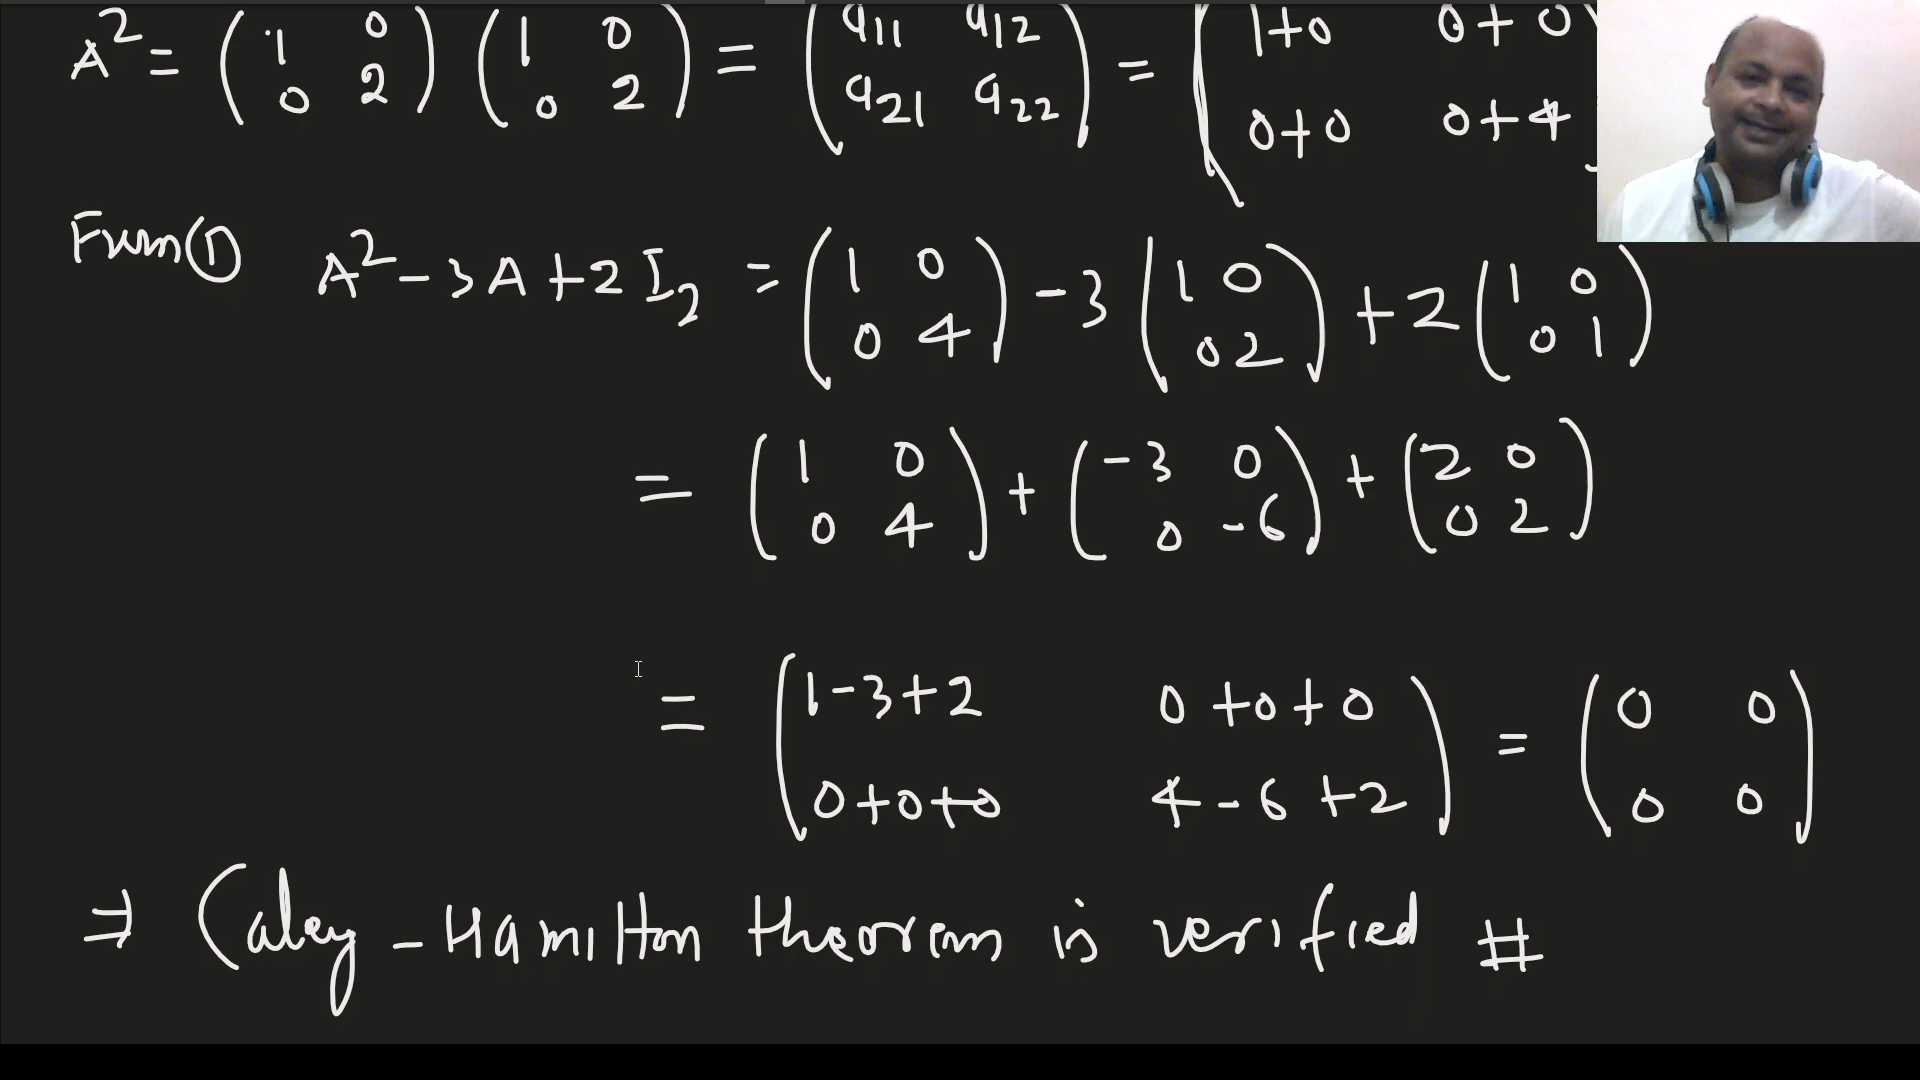 A² = (1 0 0 2) (1 0 0 2) = (a11 a12 a21 a22) = (1+0 0+0 0+0 0+4
From ① A² - 3A + 2I₂ = (1 0 0 4) - 3 (1 0 0 2) + 2 (1 0 0 1)
= (1 0 0 4) + (-3 0 0 -6) + (2 0 0 2)
= (1-3+2 0+0+0 0+0+0 4-6+2) = (0 0 0 0)
⇒ Caley - Hamilton theorem is verified #